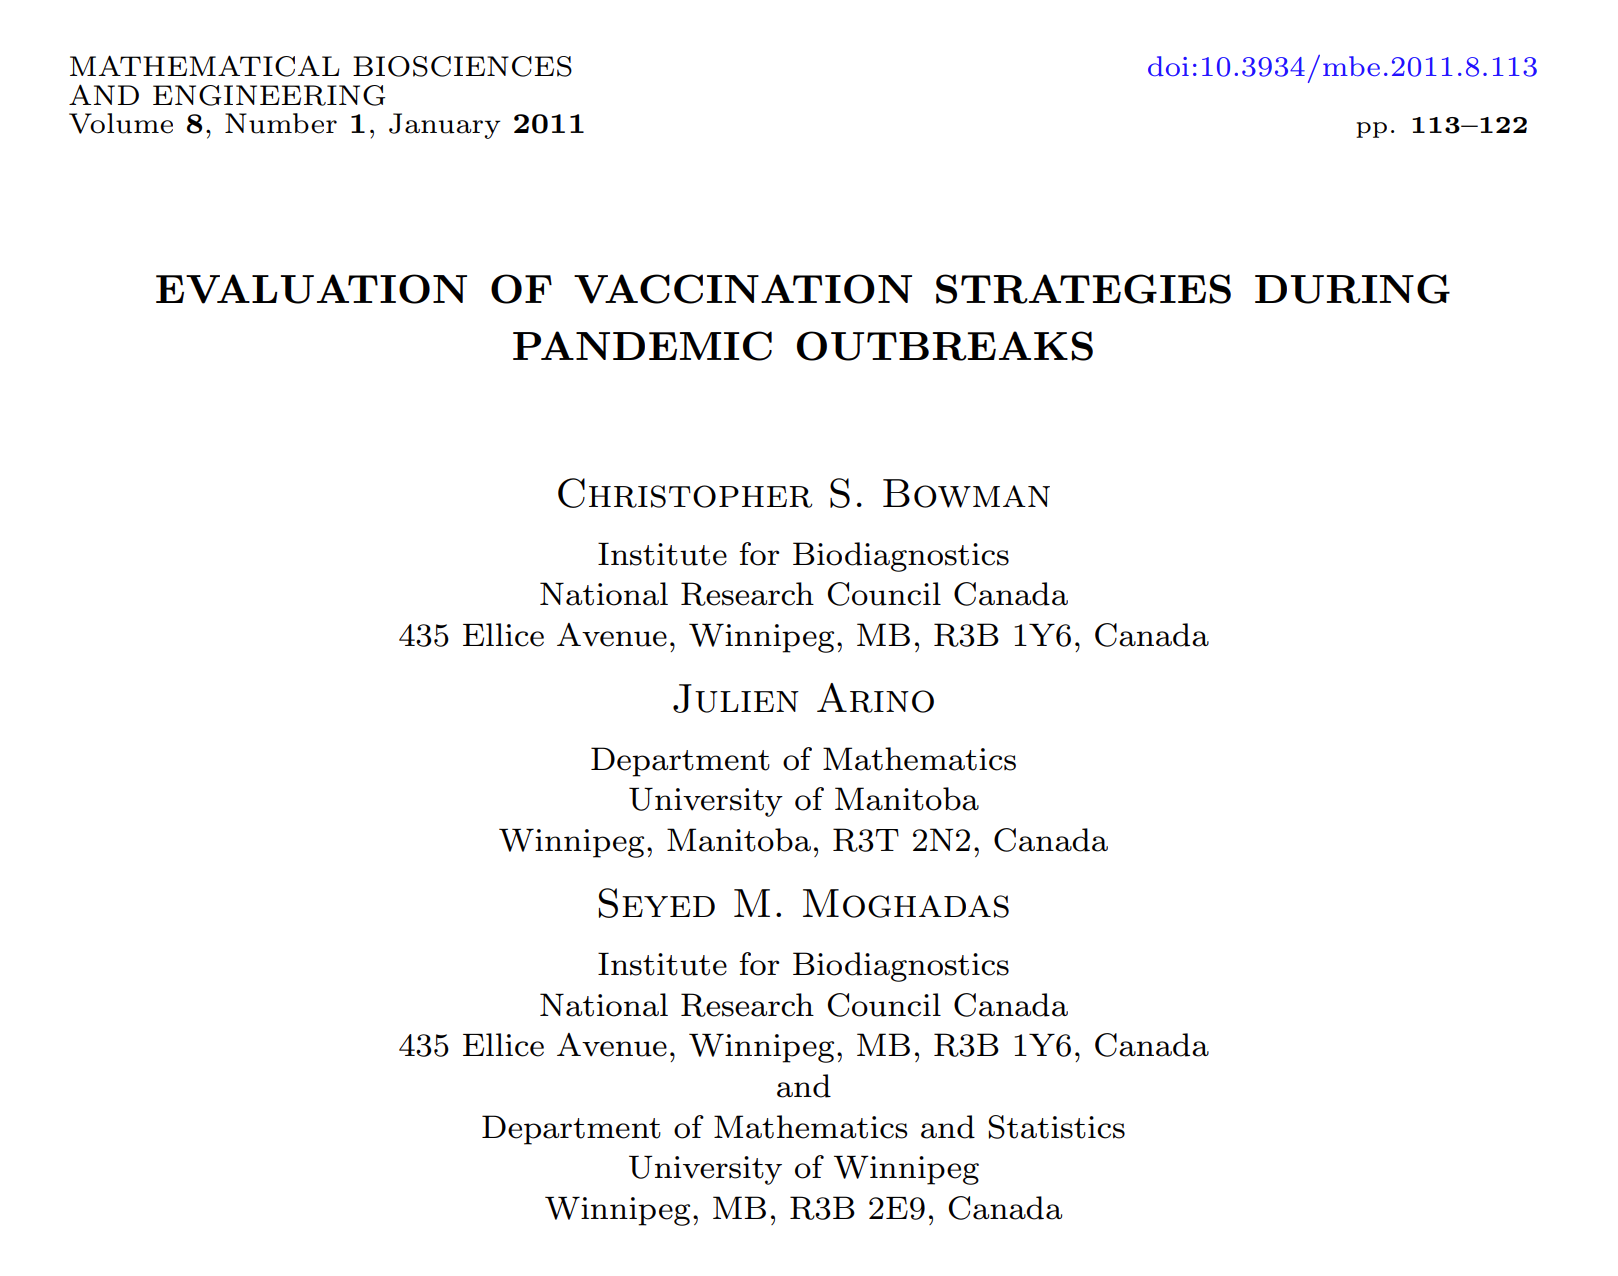 MATHEMATICAL BIOSCIENCES
AND ENGINEERING
Volume 8, Number 1, January 2011
doi:10.3934/mbe.2011.8.113
pp. 113–122
EVALUATION OF VACCINATION STRATEGIES DURING
PANDEMIC OUTBREAKS
Christopher S. Bowman
Institute for Biodiagnostics
National Research Council Canada
435 Ellice Avenue, Winnipeg, MB, R3B 1Y6, Canada
Julien Arino
Department of Mathematics
University of Manitoba
Winnipeg, Manitoba, R3T 2N2, Canada
Seyed M. Moghadas
Institute for Biodiagnostics
National Research Council Canada
435 Ellice Avenue, Winnipeg, MB, R3B 1Y6, Canada
and
Department of Mathematics and Statistics
University of Winnipeg
Winnipeg, MB, R3B 2E9, Canada